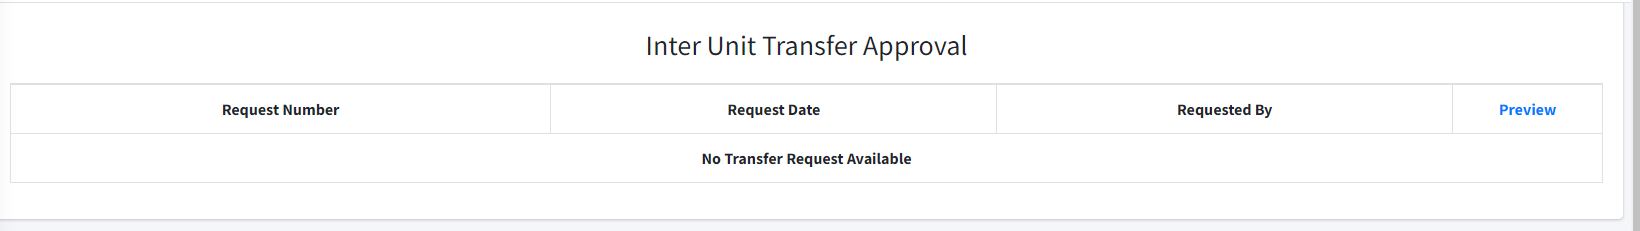 Inter Unit Transfer Approval
Request Number Request Date Requested By Preview
No Transfer Request Available